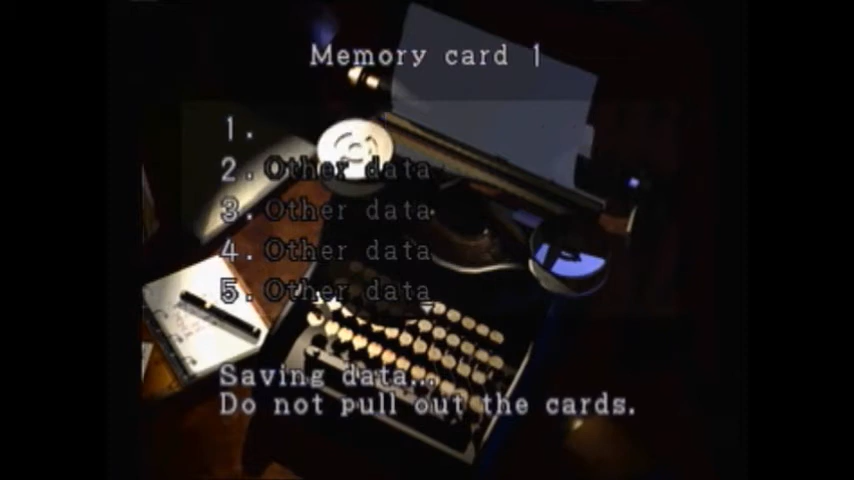 Memory card 1
1.
2. Other data
3. Other data
4. Other data
5. Other data
Saving data...
Do not pull out the cards.